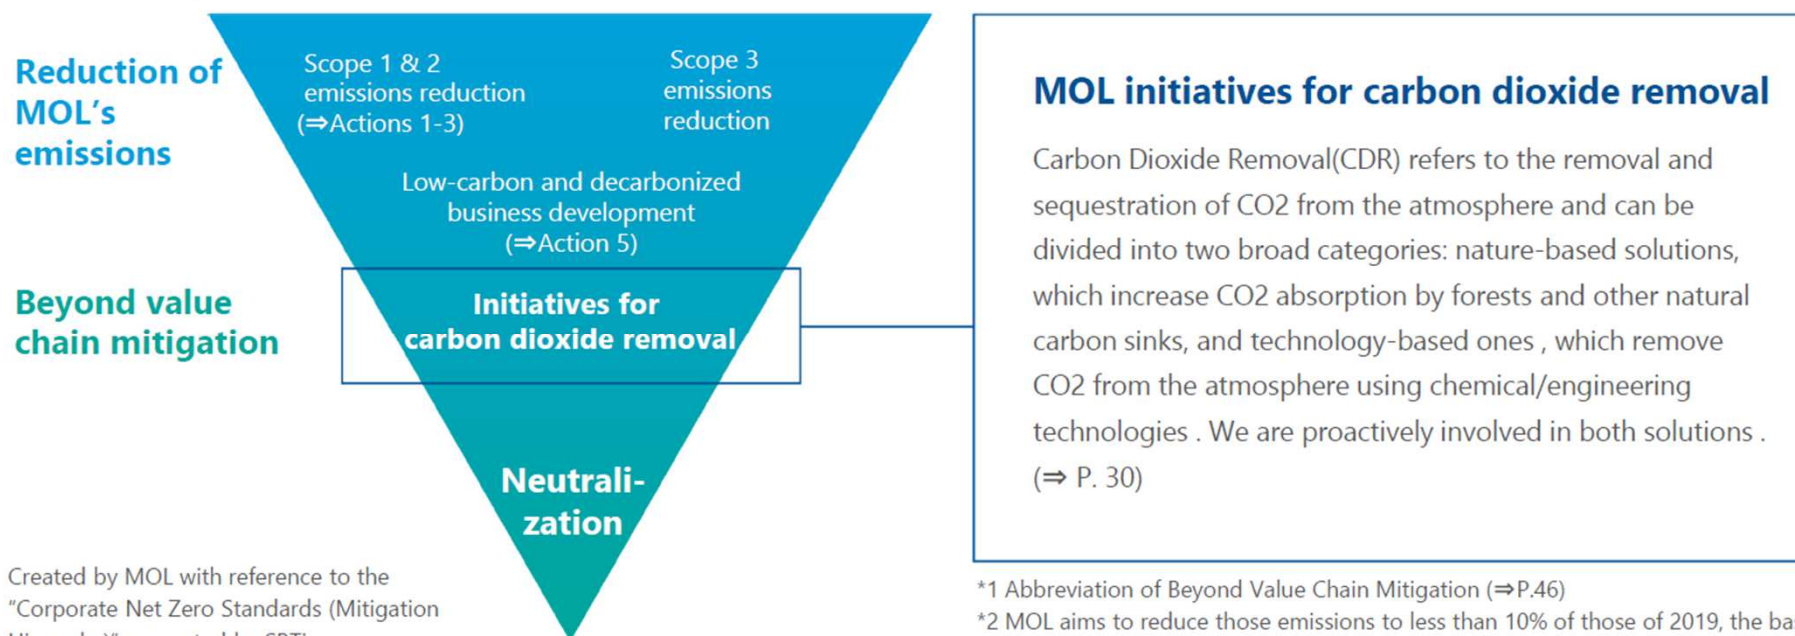 Reduction of
MOL's
emissions
Scope 1 & 2
emissions reduction
(⇒Actions 1-3)
Scope 3
emissions
reduction
Low-carbon and decarbonized
business development
(⇒Action 5)
Beyond value
chain mitigation
Initiatives for
carbon dioxide removal
Neutrali-
zation
Created by MOL with reference to the
"Corporate Net Zero Standards (Mitigation
MOL initiatives for carbon dioxide removal
Carbon Dioxide Removal(CDR) refers to the removal and
sequestration of CO2 from the atmosphere and can be
divided into two broad categories: nature-based solutions,
which increase CO2 absorption by forests and other natural
carbon sinks, and technology-based ones , which remove
CO2 from the atmosphere using chemical/engineering
technologies . We are proactively involved in both solutions .
(⇒ P. 30)
*1 Abbreviation of Beyond Value Chain Mitigation (⇒P.46)
*2 MOL aims to reduce those emissions to less than 10% of those of 2019, the